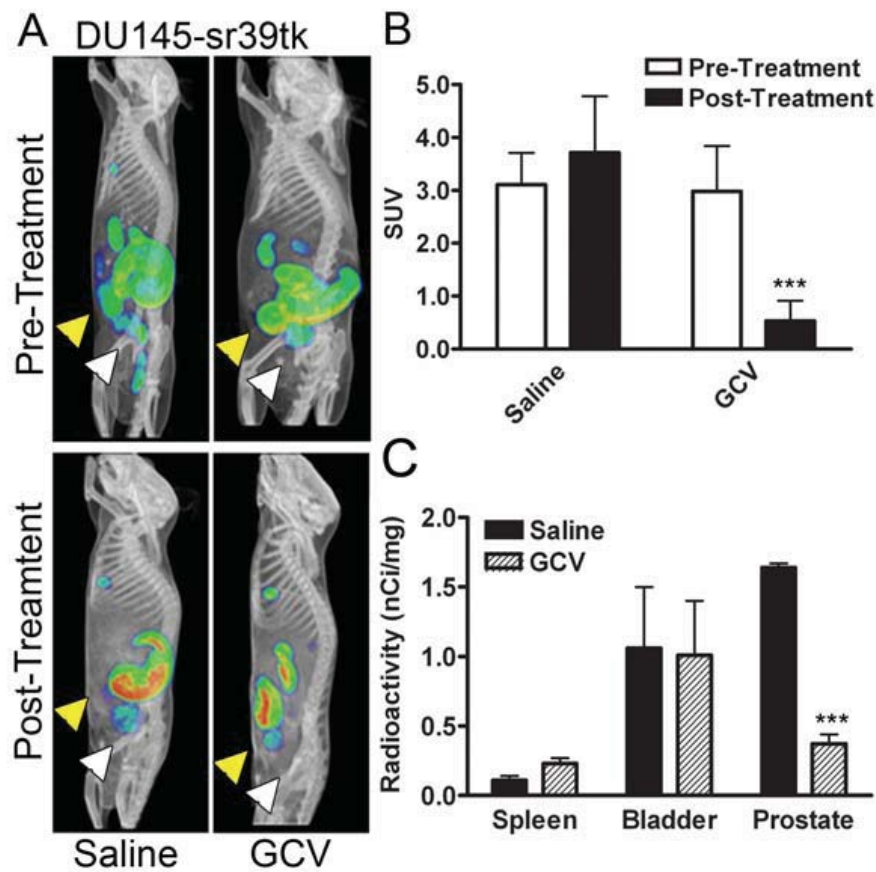 A
DU145-sr39tk
Pre-Treatment
Post-Treamtent
Saline
GCV
B
Pre-Treatment
Post-Treatment
SUV
5.0
4.0
3.0
2.0
1.0
0.0
***
Saline
GCV
C
Saline
GCV
Radioactivity (nCi/mg)
2.0
1.5
1.0
0.5
0.0
***
Spleen
Bladder
Prostate